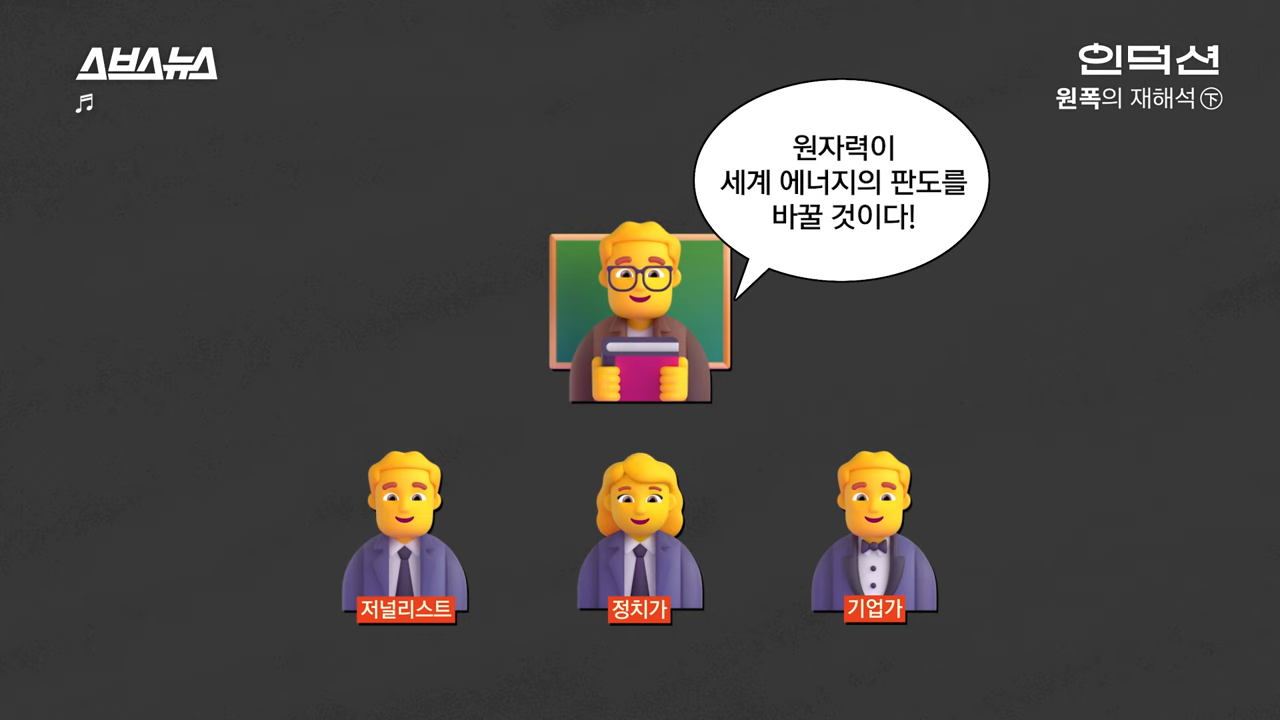 스브스뉴스
인덕션
원폭의 재해석㊦
원자력이
세계 에너지의 판도를
바꿀 것이다!
저널리스트
정치가
기업가